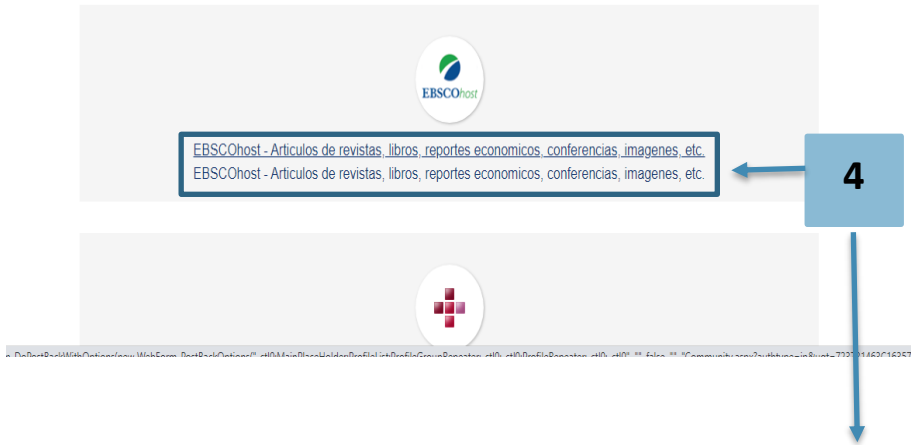 EBSCOhost
EBSCOhost - Articulos de revistas, libros, reportes economicos, conferencias, imagenes, etc.
EBSCOhost - Articulos de revistas, libros, reportes economicos, conferencias, imagenes, etc.
4